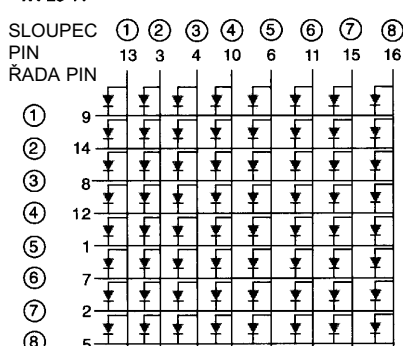 SLOUPEC ① ② ③ ④ ⑤ ⑥ ⑦ ⑧
PIN 13 3 4 10 6 11 15 16
ŘADA PIN
① 9
② 14
③ 8
④ 12
⑤ 1
⑥ 7
⑦ 2
⑧ 5